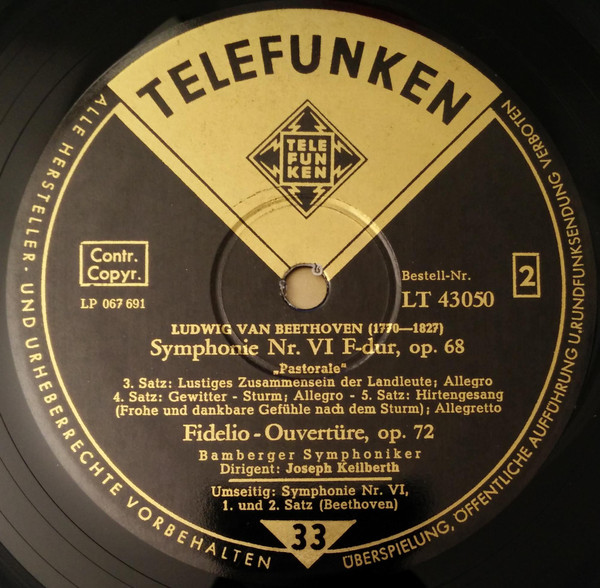 TELEFUNKEN
TELE
FUN
KEN
Contr.
Copyr.
LP 067 691
Bestell-Nr.
LT 43050
2
LUDWIG VAN BEETHOVEN (1770—1827)
Symphonie Nr. VI F-dur, op. 68
„Pastorale“
3. Satz: Lustiges Zusammensein der Landleute; Allegro
4. Satz: Gewitter - Sturm; Allegro - 5. Satz: Hirtengesang
(Frohe und dankbare Gefühle nach dem Sturm); Allegretto
Fidelio - Ouvertüre, op. 72
Bamberger Symphoniker
Dirigent: Joseph Keilberth
Umseitig: Symphonie Nr. VI,
1. und 2. Satz (Beethoven)
33
ALLE HERSTELLER- UND URHEBERRECHTE VORBEHALTEN
ÜBERSPIELUNG, ÖFFENTLICHE AUFFÜHRUNG U. RUNDFUNKSENDUNG VERBOTEN